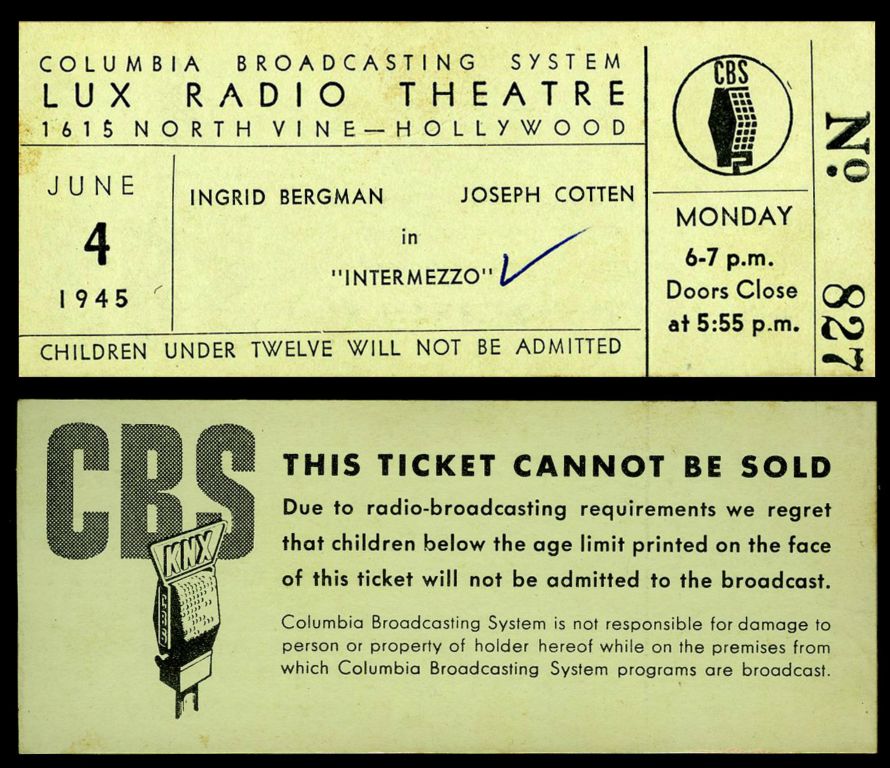 COLUMBIA BROADCASTING SYSTEM
LUX RADIO THEATRE
1615 NORTH VINE—HOLLYWOOD
JUNE
4
1945
INGRID BERGMAN JOSEPH COTTEN
in
"INTERMEZZO"
CHILDREN UNDER TWELVE WILL NOT BE ADMITTED
CBS
MONDAY
6-7 p.m.
Doors Close
at 5:55 p.m.
No. 827
CBS
KNX
CBS
THIS TICKET CANNOT BE SOLD
Due to radio-broadcasting requirements we regret
that children below the age limit printed on the face
of this ticket will not be admitted to the broadcast.
Columbia Broadcasting System is not responsible for damage to
person or property of holder hereof while on the premises from
which Columbia Broadcasting System programs are broadcast.